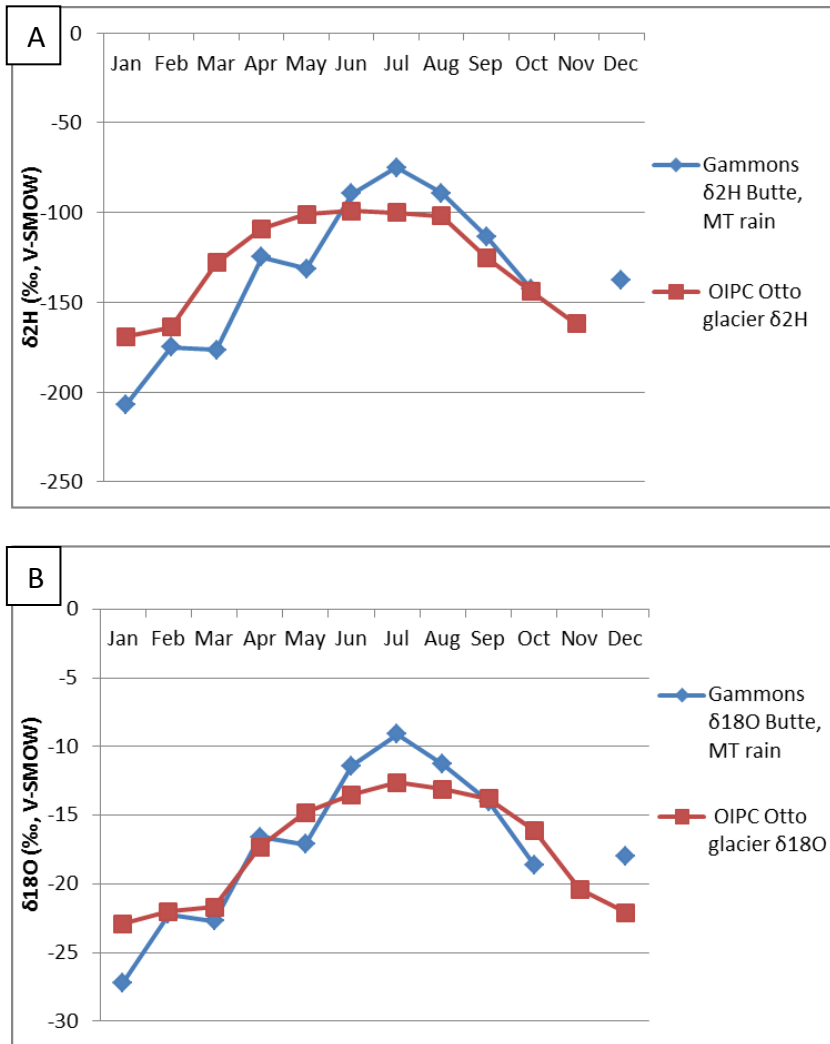 A
0
Jan Feb Mar Apr May Jun Jul Aug Sep Oct Nov Dec
-50
-100
-150
-200
-250
δ2H (‰, V-SMOW)
Gammons
δ2H Butte,
MT rain
OIPC Otto
glacier δ2H
B
0
Jan Feb Mar Apr May Jun Jul Aug Sep Oct Nov Dec
-5
-10
-15
-20
-25
-30
δ18O (‰, V-SMOW)
Gammons
δ18O Butte,
MT rain
OIPC Otto
glacier δ18O